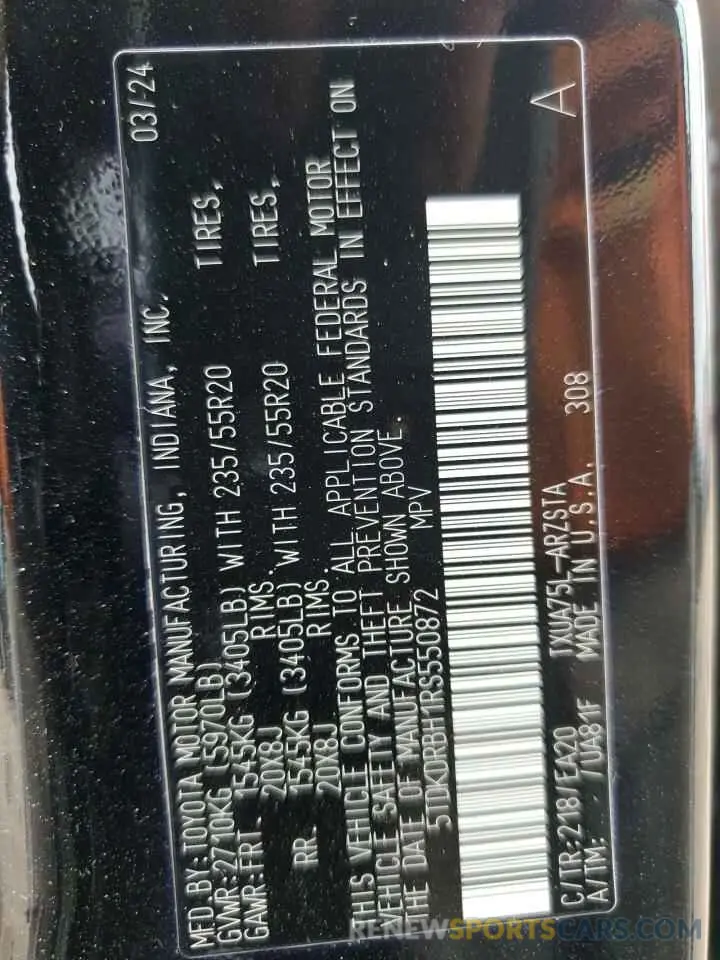 MFD.BY:TOYOTA MOTOR MANUFACTURING, INDIANA, INC. 03/24
GVWR:2710KG (5970LB)
GAWR:FRT. 1545KG (3405LB) WITH 235/55R20 TIRES,
20X8J RIMS.
RR. 1545KG (3405LB) WITH 235/55R20 TIRES,
20X8J RIMS
THIS VEHICLE CONFORMS TO ALL APPLICABLE FEDERAL MOTOR
VEHICLE SAFETY AND THEFT PREVENTION STANDARDS IN EFFECT ON
THE DATE OF MANUFACTURE SHOWN ABOVE.
5TDKDRBH1RS550872 MPV
C/TR:218/EA20 TXUA75L-ARZSTA A
A/TM: /UA81F MADE IN U.S.A. 308
RENEWSPORTSCARS.COM